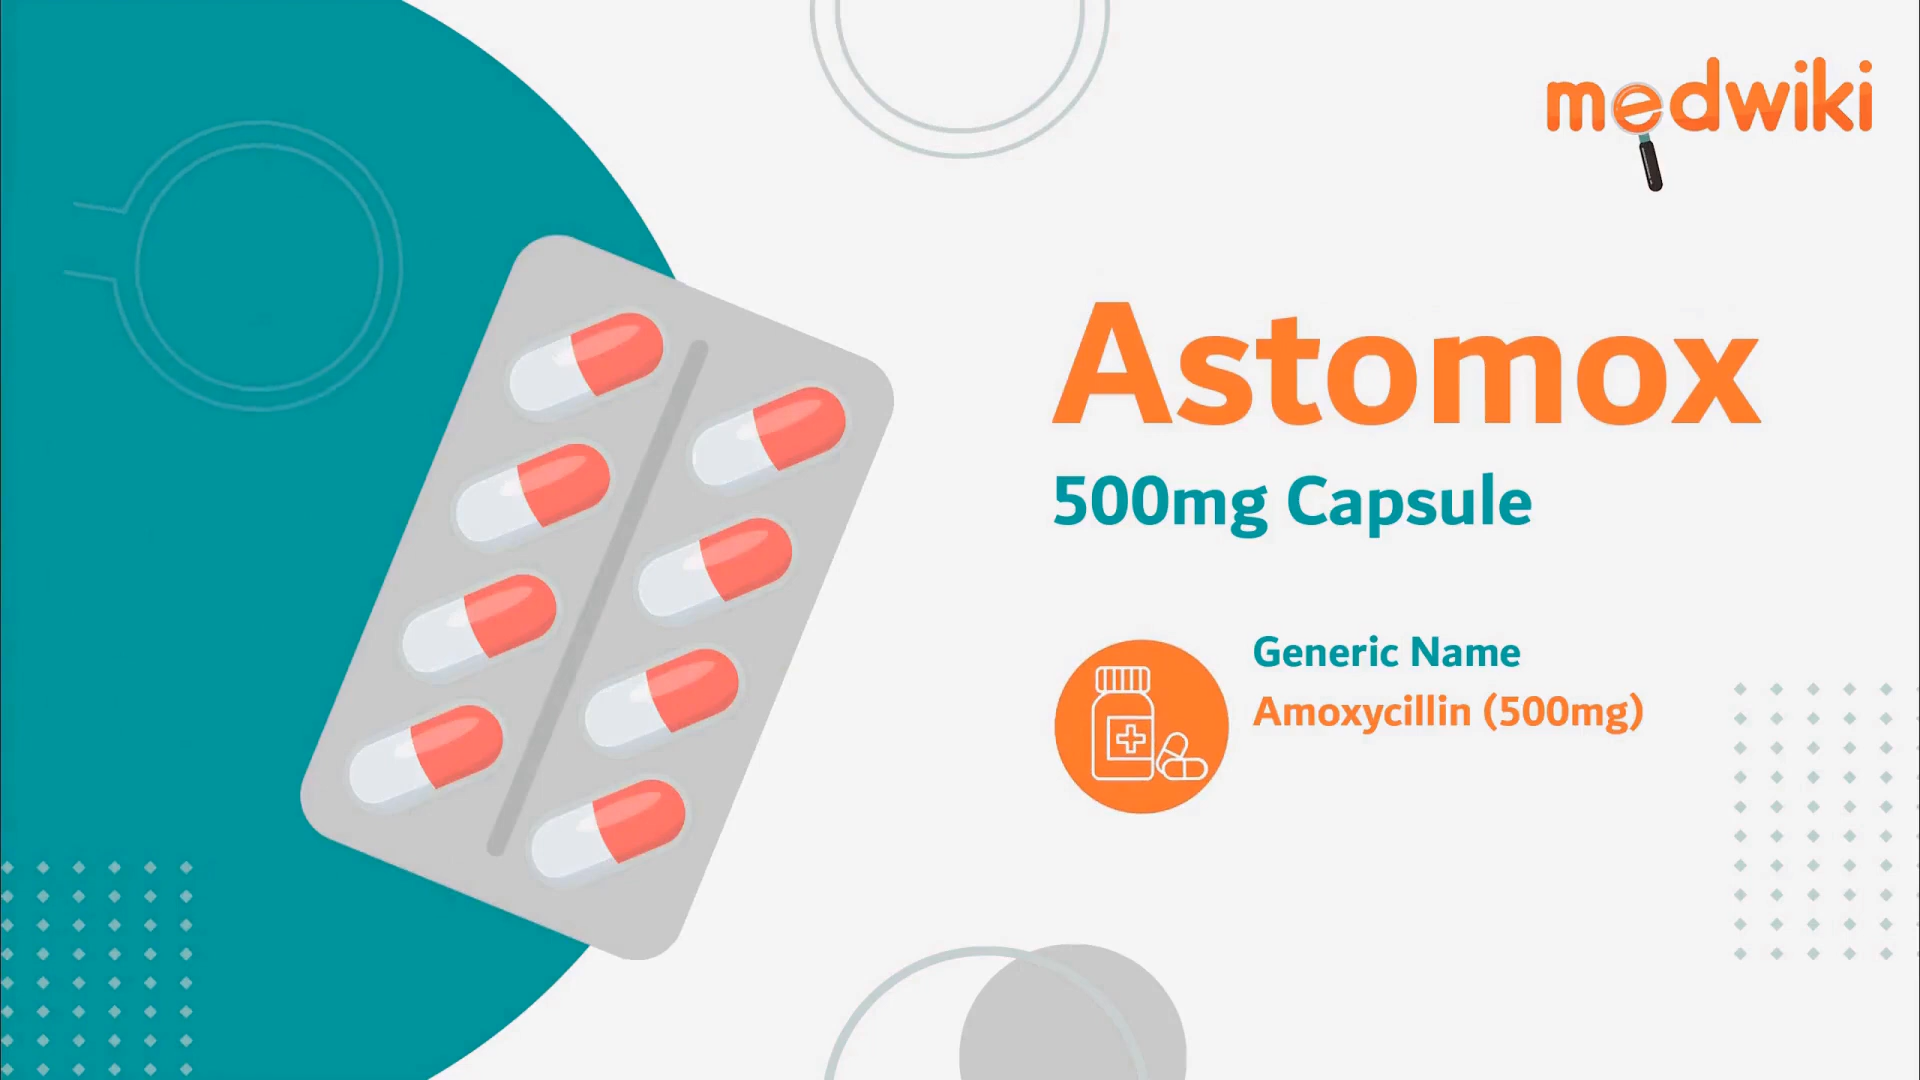 medwiki
Astomox
500mg Capsule
Generic Name
Amoxycillin (500mg)